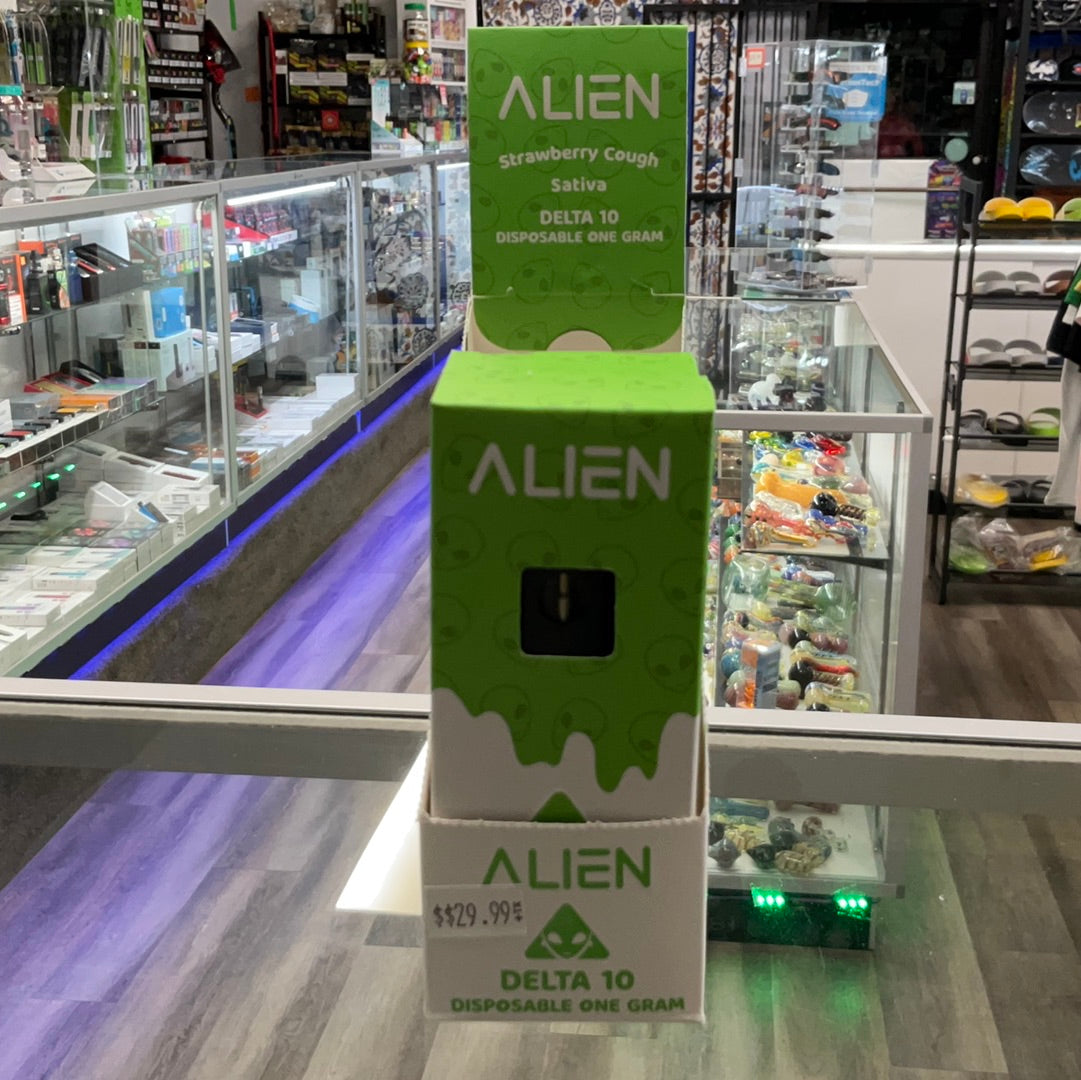 ALIEN
Strawberry Cough
Sativa
DELTA 10
DISPOSABLE ONE GRAM
ALIEN
ALIEN
$$29.99
DELTA 10
DISPOSABLE ONE GRAM